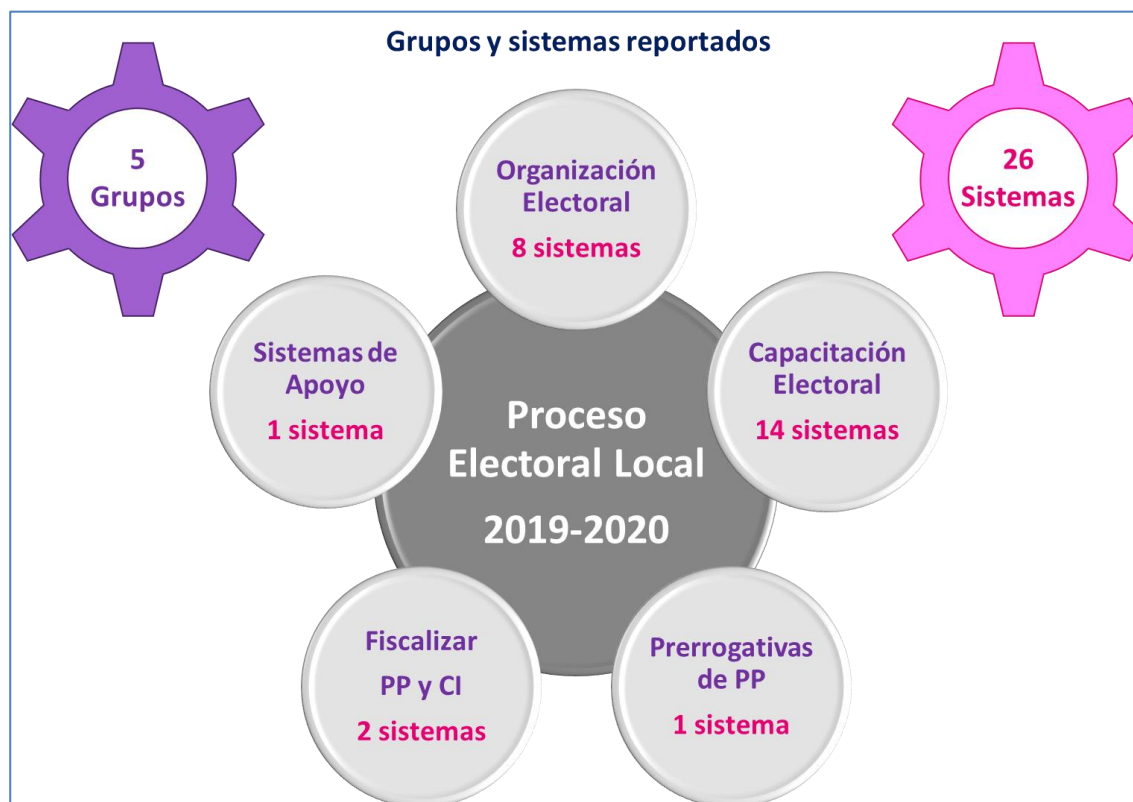 Grupos y sistemas reportados
5
Grupos
26
Sistemas
Organización
Electoral
8 sistemas
Sistemas de
Apoyo
1 sistema
Capacitación
Electoral
14 sistemas
Proceso
Electoral Local
2019-2020
Fiscalizar
PP y CI
2 sistemas
Prerrogativas
de PP
1 sistema